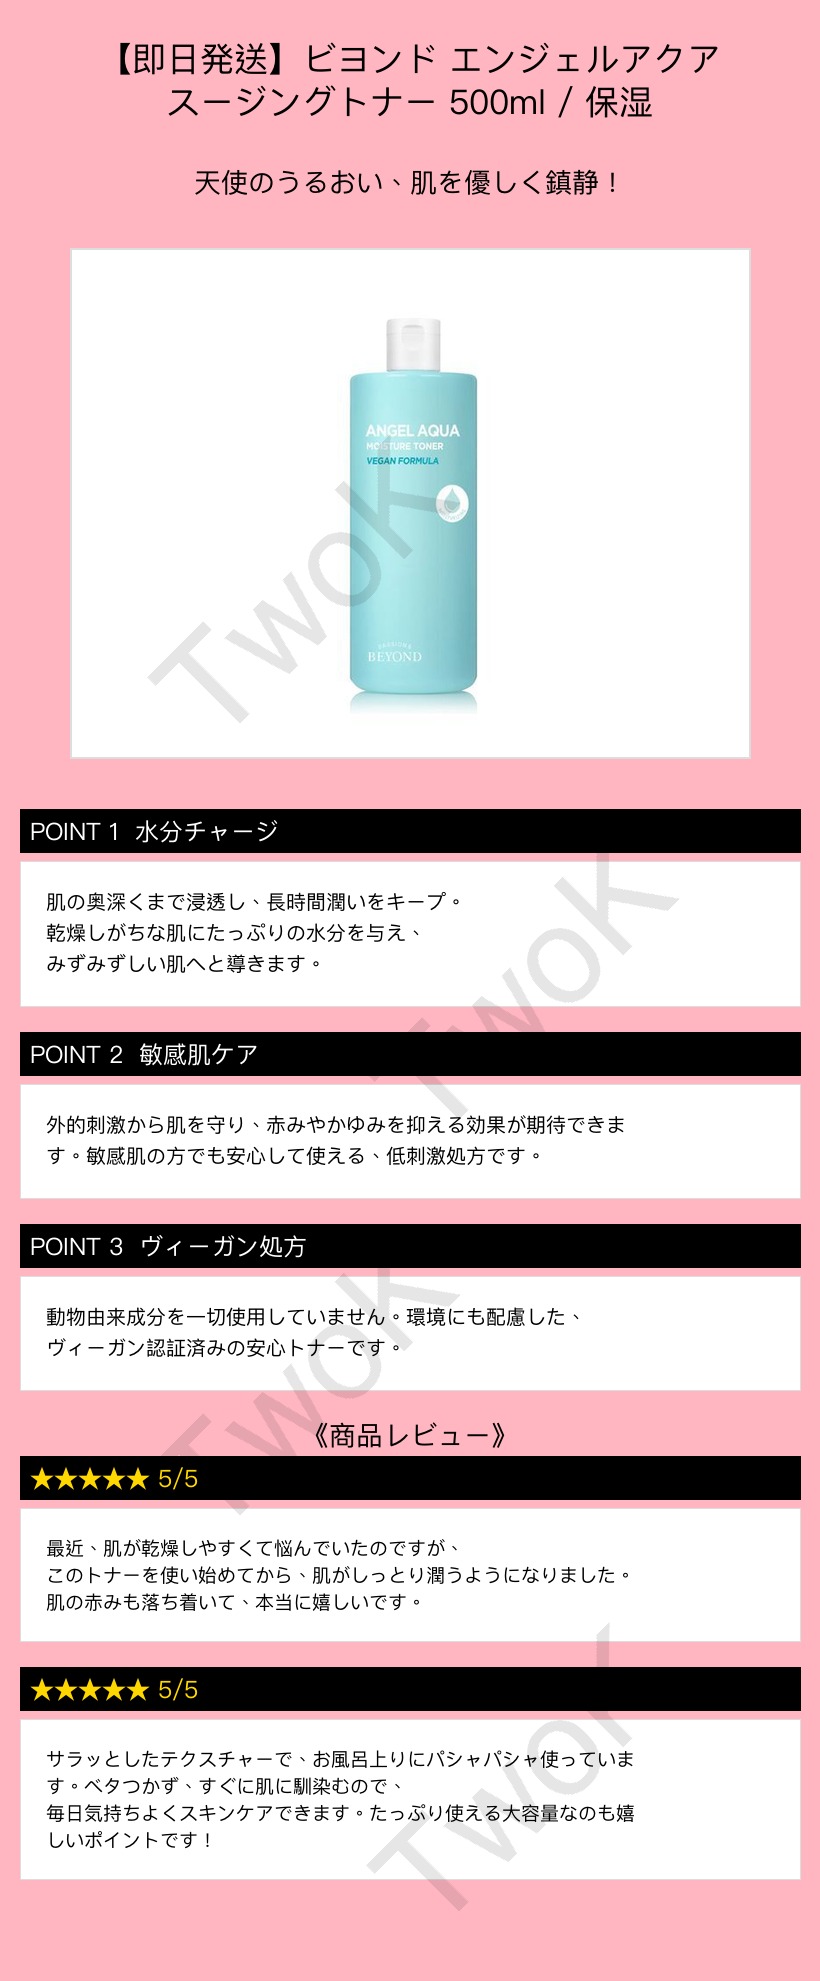 【即日発送】ビヨンド エンジェルアクア
スージングトナー 500ml / 保湿
天使のうるおい、肌を優しく鎮静！
ANGEL AQUA
MOISTURE TONER
VEGAN FORMULA
BEYOND
TwoK
POINT 1 水分チャージ
肌の奥深くまで浸透し、長時間潤いをキープ。
乾燥しがちな肌にたっぷりの水分を与え、
みずみずしい肌へと導きます。
TwoK
POINT 2 敏感肌ケア
外的刺激から肌を守り、赤みやかゆみを抑える効果が期待できま
す。敏感肌の方でも安心して使える、低刺激処方です。
POINT 3 ヴィーガン処方
動物由来成分を一切使用していません。環境にも配慮した、
ヴィーガン認証済みの安心トナーです。
TwoK
《商品レビュー》
★★★★★ 5/5
最近、肌が乾燥しやすくて悩んでいたのですが、
このトナーを使い始めてから、肌がしっとり潤うようになりました。
肌の赤みも落ち着いて、本当に嬉しいです。
★★★★★ 5/5
サラッとしたテクスチャーで、お風呂上りにパシャパシャ使っていま
す。ベタつかず、すぐに肌に馴染むので、
毎日気持ちよくスキンケアできます。たっぷり使える大容量なのも嬉
しいポイントです！
TwoK